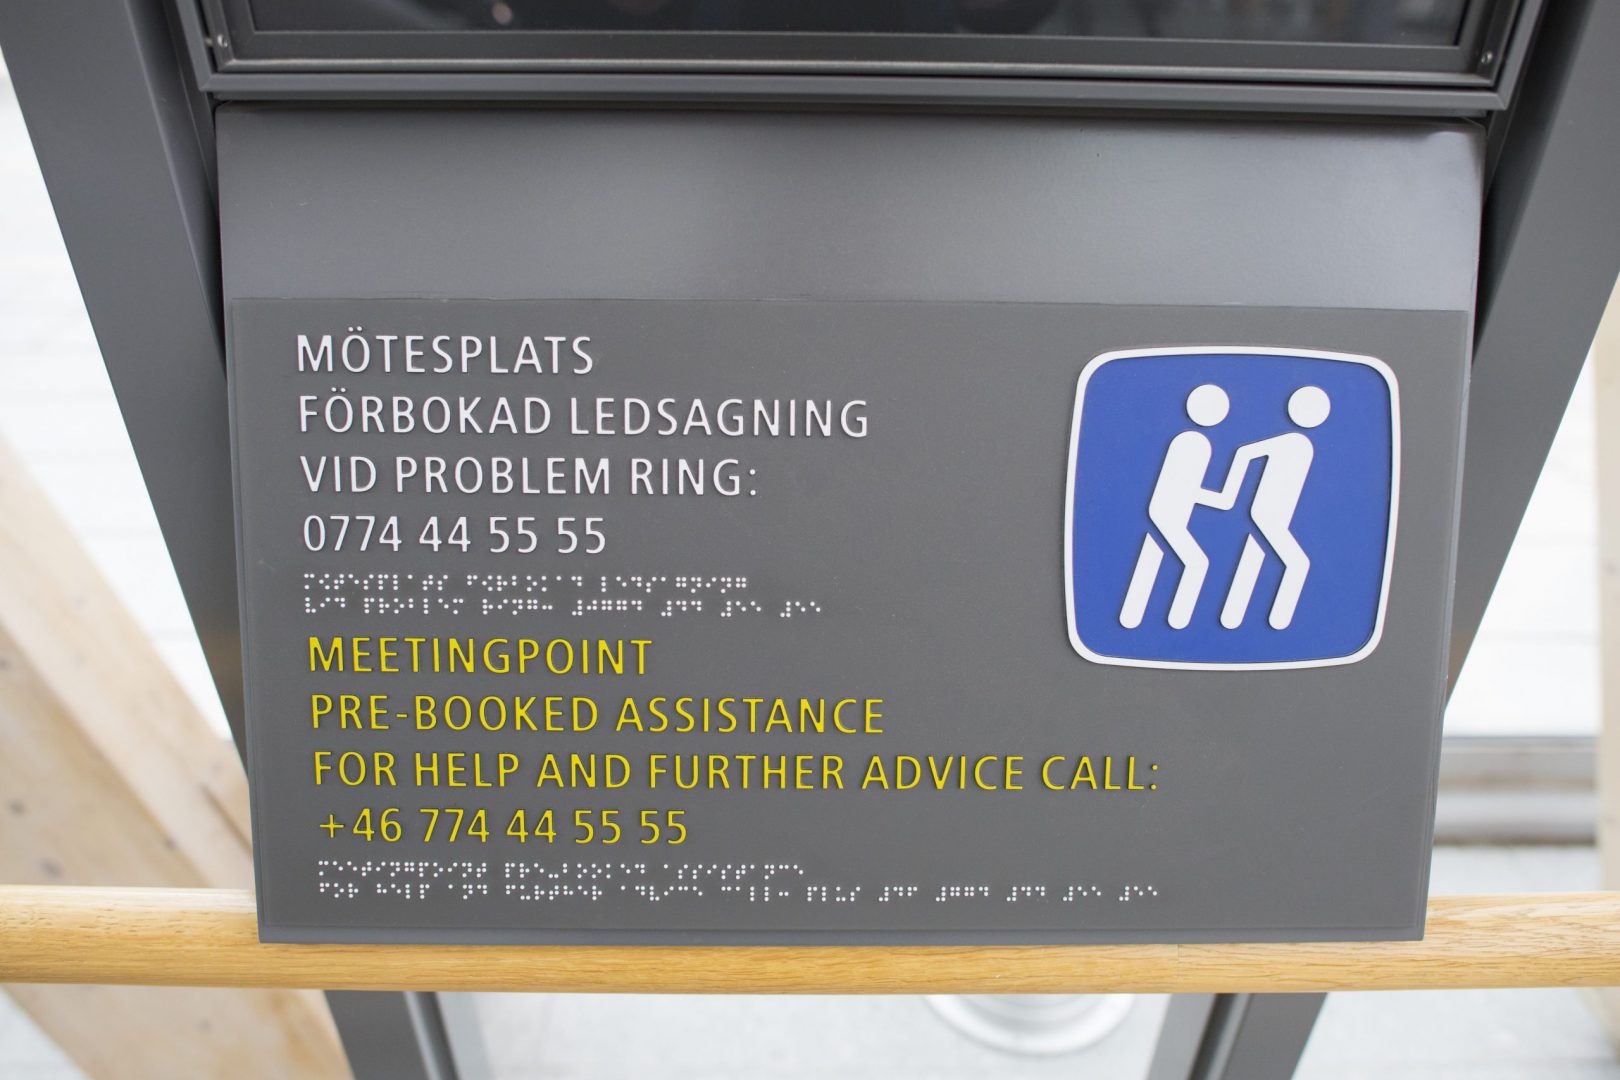 MÖTESPLATS
FÖRBOKAD LEDSAGNING
VID PROBLEM RING:
0774 44 55 55
MEETINGPOINT
PRE-BOOKED ASSISTANCE
FOR HELP AND FURTHER ADVICE CALL:
+46 774 44 55 55